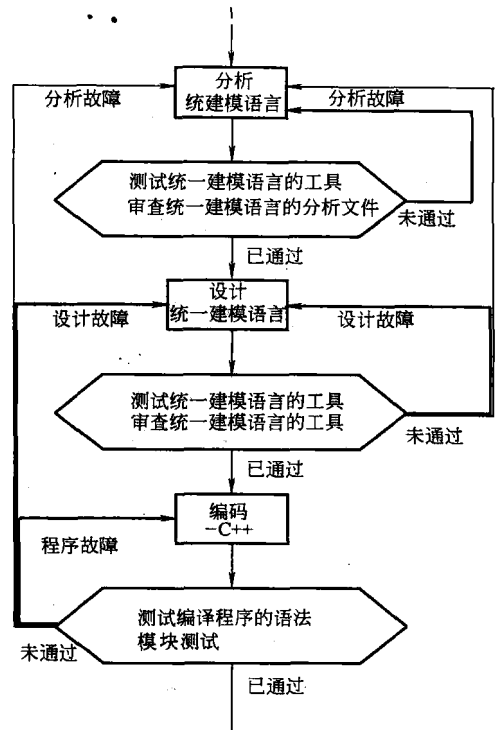 分析
统建模语言
分析故障
分析故障
测试统一建模语言的工具
审查统一建模语言的分析文件
未通过
已通过
设计
统一建模语言
设计故障
设计故障
测试统一建模语言的工具
审查统一建模语言的工具
未通过
已通过
编码
-C++
程序故障
测试编译程序的语法
模块测试
未通过
已通过